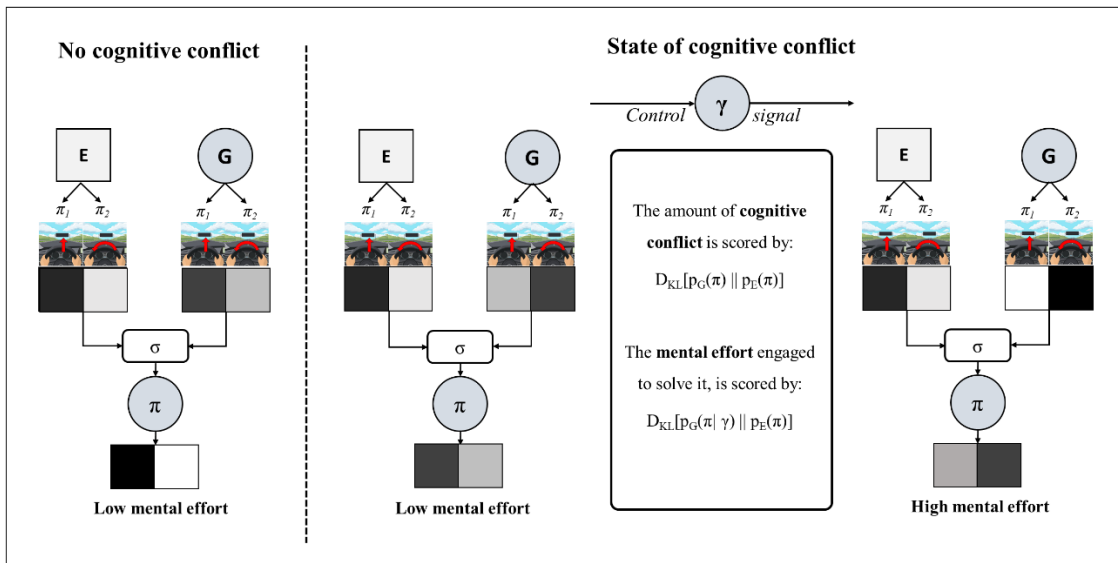 No cognitive conflict
State of cognitive conflict
γ
Control signal
E
G
π1 π2
π1 π2
σ
π
Low mental effort
E
G
π1 π2
π1 π2
σ
π
Low mental effort
The amount of cognitive
conflict is scored by:
DKL[pG(π) || pE(π)]
The mental effort engaged
to solve it, is scored by:
DKL[pG(π| γ) || pE(π)]
E
G
π1 π2
π1 π2
σ
π
High mental effort